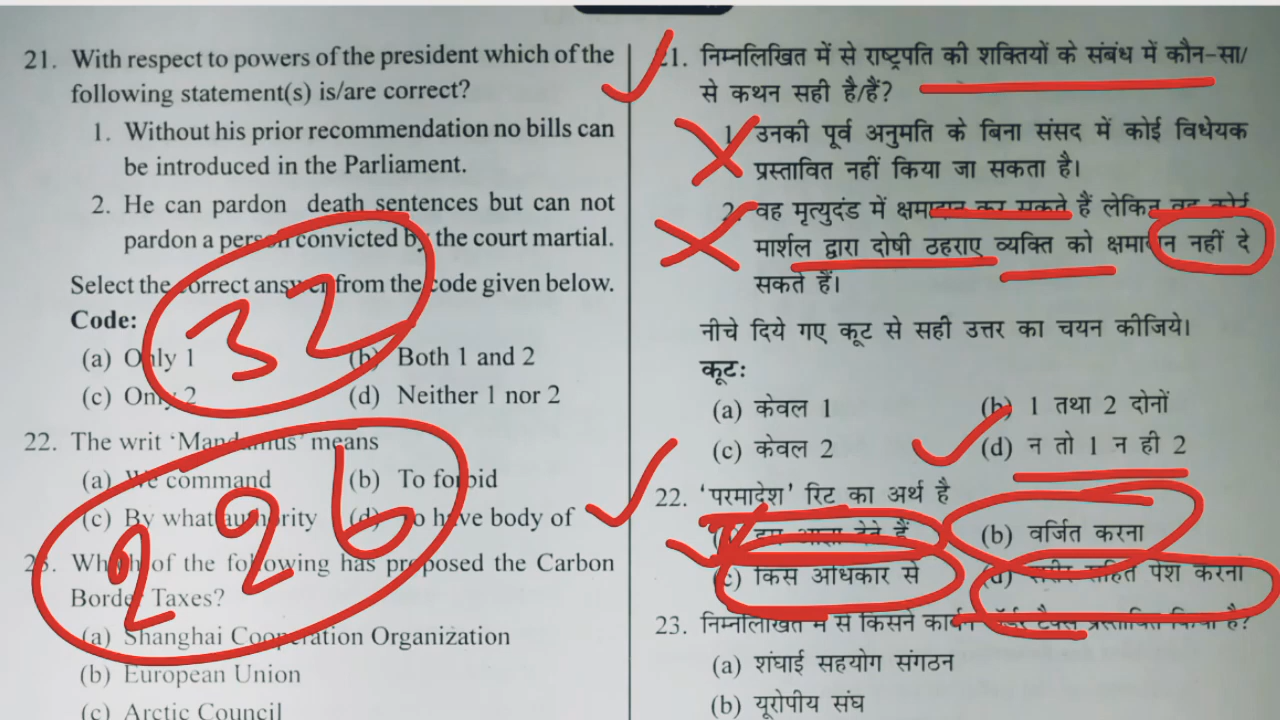 21. With respect to powers of the president which of the
following statement(s) is/are correct?
1. Without his prior recommendation no bills can
be introduced in the Parliament.
2. He can pardon death sentences but can not
pardon a person convicted by the court martial.
Select the correct answer from the code given below.
Code:
(a) Only 1
(b) Both 1 and 2
(c) Only 2
(d) Neither 1 nor 2
32
22. The writ ‘Mandamus’ means
(a) We command
(b) To forbid
(c) By what authority
(d) To have body of
226
23. Which of the following has proposed the Carbon
Border Taxes?
(a) Shanghai Cooperation Organization
(b) European Union
(c) Arctic Council
21. निम्नलिखित में से राष्ट्रपति की शक्तियों के संबंध में कौन-सा/
से कथन सही है/हैं?
1. उनकी पूर्व अनुमति के बिना संसद में कोई विधेयक
प्रस्तावित नहीं किया जा सकता है।
2. वह मृत्युदंड में क्षमादान कर सकते हैं लेकिन वह कोर्ट
मार्शल द्वारा दोषी ठहराए व्यक्ति को क्षमादान नहीं दे
सकते हैं।
नीचे दिये गए कूट से सही उत्तर का चयन कीजिये।
कूट:
(a) केवल 1
(b) 1 तथा 2 दोनों
(c) केवल 2
(d) न तो 1 न ही 2
22. ‘परमादेश’ रिट का अर्थ है
हम आज्ञा देते हैं
(b) वर्जित करना
(c) किस अधिकार से
(d) सशरीर सहित पेश करना
23. निम्नलिखित में से किसने कार्बन बॉर्डर टैक्स प्रस्तावित किया है?
(a) शंघाई सहयोग संगठन
(b) यूरोपीय संघ